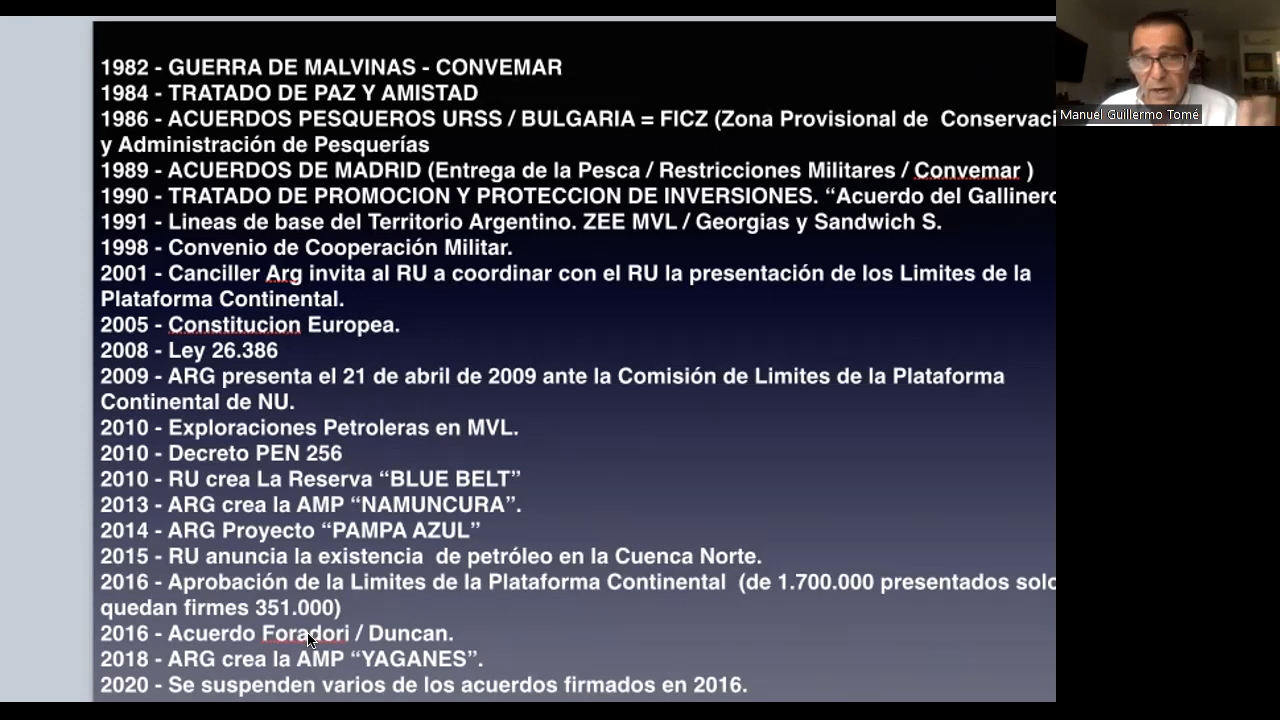 1982 - GUERRA DE MALVINAS - CONVEMAR
1984 - TRATADO DE PAZ Y AMISTAD
1986 - ACUERDOS PESQUEROS URSS / BULGARIA = FICZ (Zona Provisional de Conservaci
y Administración de Pesquerías
1989 - ACUERDOS DE MADRID (Entrega de la Pesca / Restricciones Militares / Convemar )
1990 - TRATADO DE PROMOCION Y PROTECCION DE INVERSIONES. “Acuerdo del Gallinero
1991 - Lineas de base del Territorio Argentino. ZEE MVL / Georgias y Sandwich S.
1998 - Convenio de Cooperación Militar.
2001 - Canciller Arg invita al RU a coordinar con el RU la presentación de los Limites de la
Plataforma Continental.
2005 - Constitucion Europea.
2008 - Ley 26.386
2009 - ARG presenta el 21 de abril de 2009 ante la Comisión de Limites de la Plataforma
Continental de NU.
2010 - Exploraciones Petroleras en MVL.
2010 - Decreto PEN 256
2010 - RU crea La Reserva “BLUE BELT”
2013 - ARG crea la AMP “NAMUNCURA”.
2014 - ARG Proyecto “PAMPA AZUL”
2015 - RU anuncia la existencia de petróleo en la Cuenca Norte.
2016 - Aprobación de la Limites de la Plataforma Continental (de 1.700.000 presentados solo
quedan firmes 351.000)
2016 - Acuerdo Foradori / Duncan.
2018 - ARG crea la AMP “YAGANES”.
2020 - Se suspenden varios de los acuerdos firmados en 2016.
Manuel Guillermo Tomé